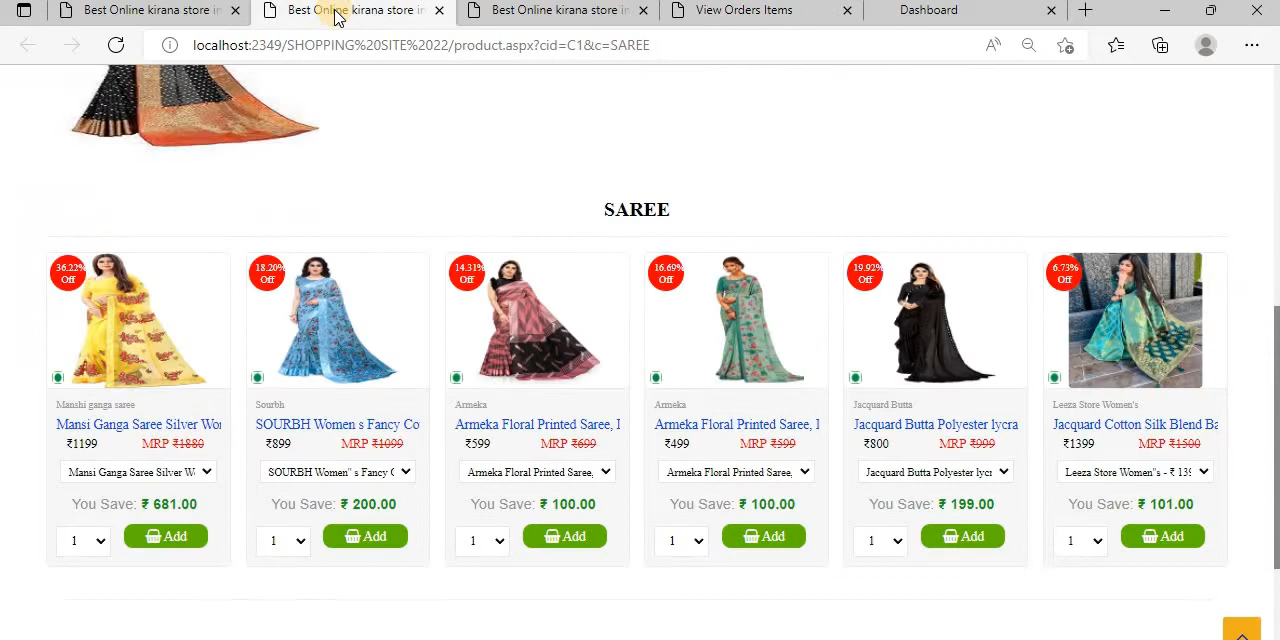 Best Online kirana store in
Best Online kirana store in
Best Online kirana store in
View Orders Items
Dashboard
localhost:2349/SHOPPING%20SITE%2022/product.aspx?cid=C1&c=SAREE
SAREE
36.22%
Off
Manshi ganga saree
Mansi Ganga Saree Silver Wor
₹1199 MRP ₹1880
Mansi Ganga Saree Silver W
You Save: ₹ 681.00
1 Add
18.20%
Off
Sourbh
SOURBH Women s Fancy Co
₹899 MRP ₹1099
SOURBH Women" s Fancy C
You Save: ₹ 200.00
1 Add
14.31%
Off
Armeka
Armeka Floral Printed Saree, I
₹599 MRP ₹699
Armeka Floral Printed Saree,
You Save: ₹ 100.00
1 Add
16.69%
Off
Armeka
Armeka Floral Printed Saree, I
₹499 MRP ₹599
Armeka Floral Printed Saree,
You Save: ₹ 100.00
1 Add
19.92%
Off
Jacquard Butta
Jacquard Butta Polyester lycra
₹800 MRP ₹999
Jacquard Butta Polyester lycr
You Save: ₹ 199.00
1 Add
6.73%
Off
Leeza Store Women's
Jacquard Cotton Silk Blend Ba
₹1399 MRP ₹1500
Leeza Store Women"s - ₹ 139
You Save: ₹ 101.00
1 Add